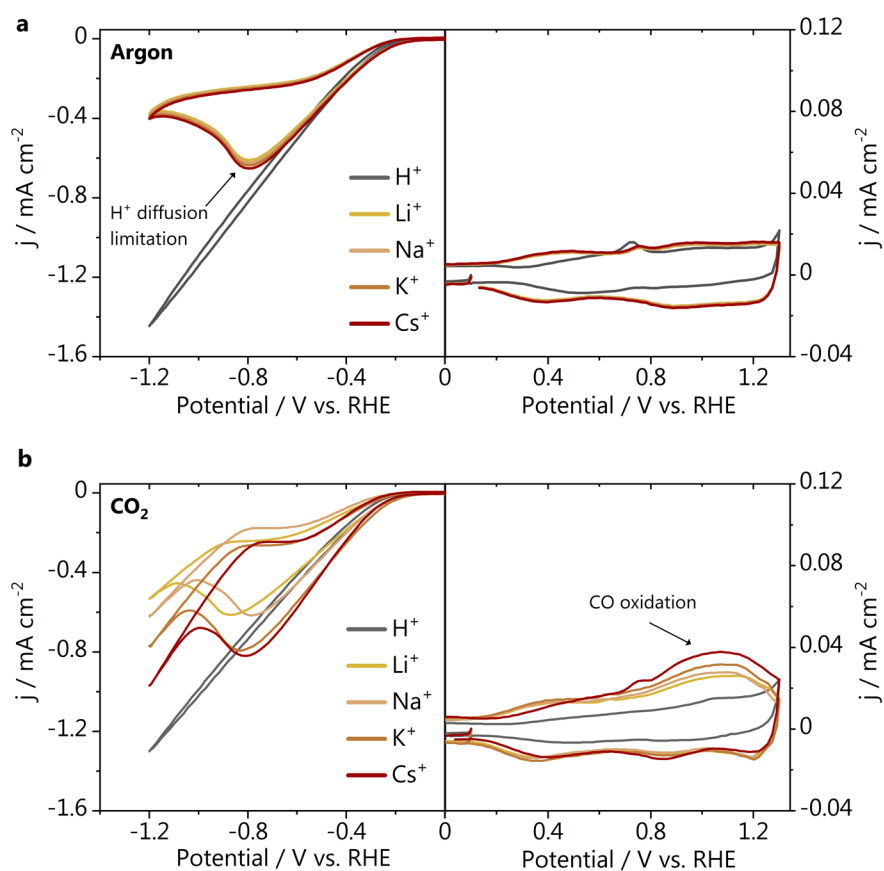 a
Argon
0
-0.4
-0.8
-1.2
-1.6
j / mA cm⁻²
H⁺ diffusion
limitation
H⁺
Li⁺
Na⁺
K⁺
Cs⁺
-1.2
-0.8
-0.4
Potential / V vs. RHE
0.12
0.08
0.04
0
-0.04
j / mA cm⁻²
0
0.4
0.8
1.2
Potential / V vs. RHE
b
CO₂
0
-0.4
-0.8
-1.2
-1.6
j / mA cm⁻²
H⁺
Li⁺
Na⁺
K⁺
Cs⁺
-1.2
-0.8
-0.4
Potential / V vs. RHE
CO oxidation
0.12
0.08
0.04
0
-0.04
j / mA cm⁻²
0
0.4
0.8
1.2
Potential / V vs. RHE